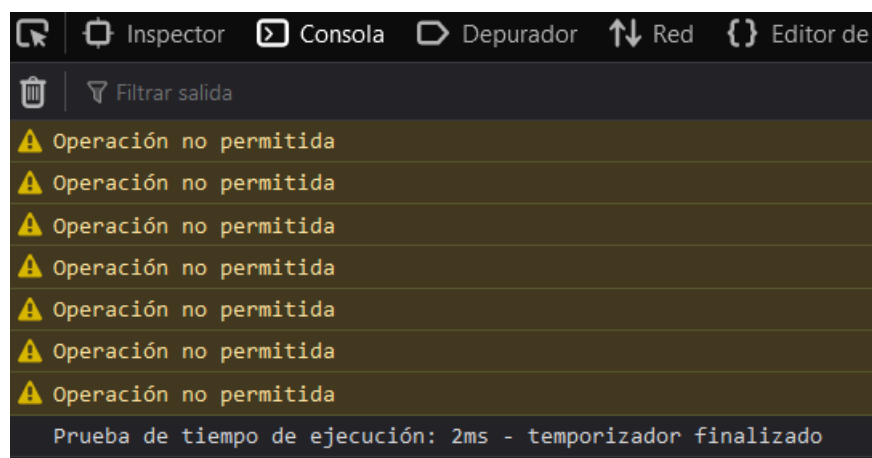 Inspector Consola Depurador Red Editor de
Filtrar salida
Operación no permitida
Operación no permitida
Operación no permitida
Operación no permitida
Operación no permitida
Operación no permitida
Operación no permitida
Prueba de tiempo de ejecución: 2ms - temporizador finalizado